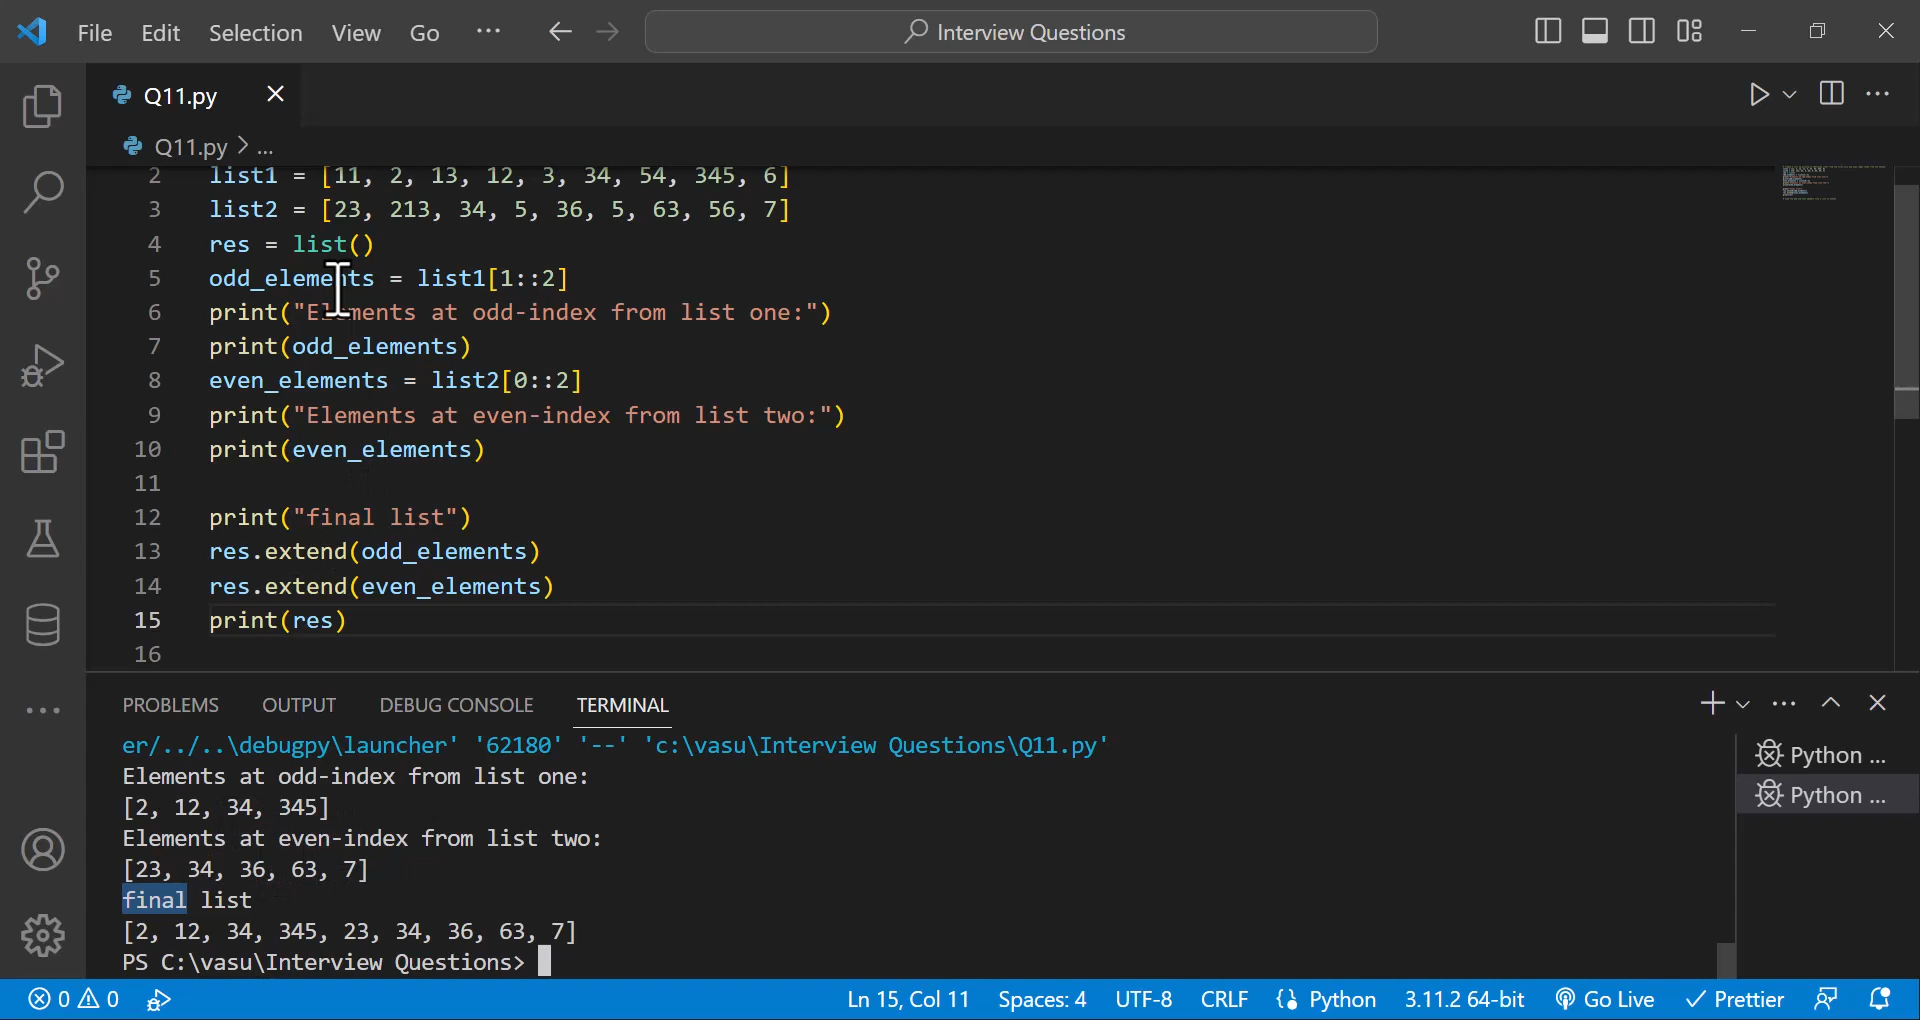 File Edit Selection View Go ... Interview Questions
Q11.py
Q11.py > ...
2 list1 = [11, 2, 13, 12, 3, 34, 54, 345, 6]
3 list2 = [23, 213, 34, 5, 36, 5, 63, 56, 7]
4 res = list()
5 odd_elements = list1[1::2]
6 print("Elements at odd-index from list one:")
7 print(odd_elements)
8 even_elements = list2[0::2]
9 print("Elements at even-index from list two:")
10 print(even_elements)
11
12 print("final list")
13 res.extend(odd_elements)
14 res.extend(even_elements)
15 print(res)
16
PROBLEMS OUTPUT DEBUG CONSOLE TERMINAL
er/../..\debugpy\launcher' '62180' '--' 'c:\vasu\Interview Questions\Q11.py'
Elements at odd-index from list one:
[2, 12, 34, 345]
Elements at even-index from list two:
[23, 34, 36, 63, 7]
final list
[2, 12, 34, 345, 23, 34, 36, 63, 7]
PS C:\vasu\Interview Questions>
Python ...
Python ...
0 0 Ln 15, Col 11 Spaces: 4 UTF-8 CRLF Python 3.11.2 64-bit Go Live Prettier